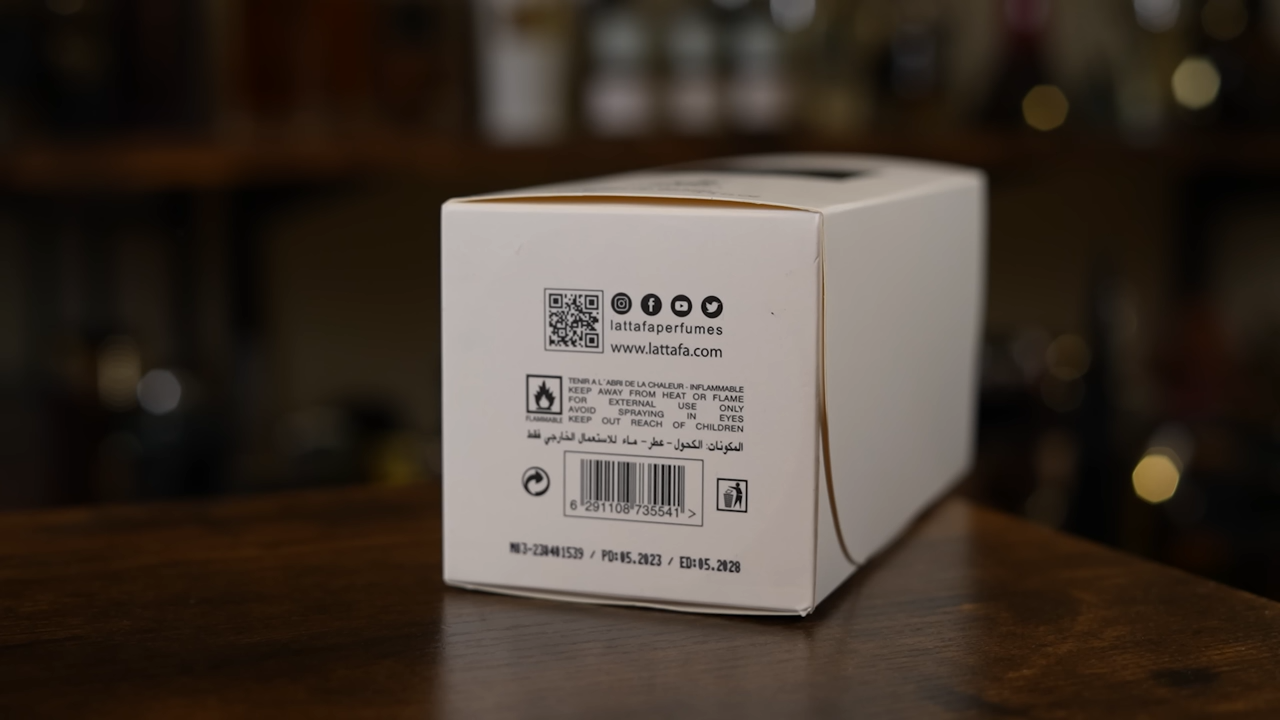 lattafaperfumes
www.lattafa.com
TENIR A L´ABRI DE LA CHALEUR - INFLAMMABLE
KEEP AWAY FROM HEAT OR FLAME
FOR EXTERNAL USE ONLY
AVOID SPRAYING IN EYES
KEEP OUT REACH OF CHILDREN
FLAMMABLE
المكونات: الكحول - عطر - ماء للاستعمال الخارجي فقط
6 291108 735541 >
M03-230401539 / PD:05.2023 / ED:05.2028